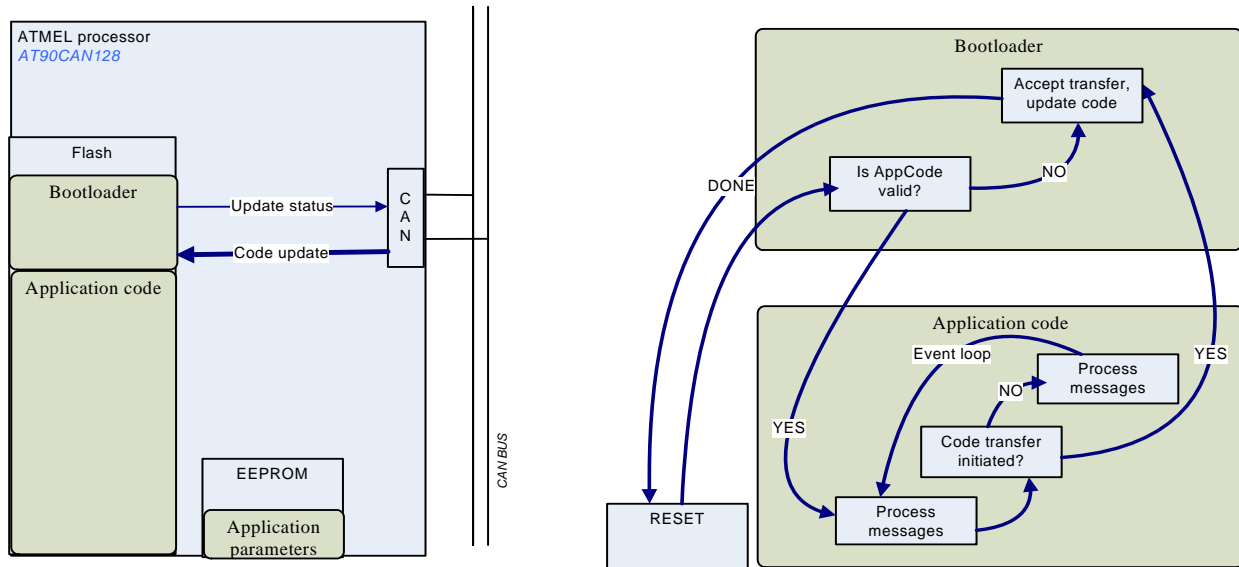 ATMEL processor
AT90CAN128
Flash
Bootloader
Update status
Code update
C
A
N
Application code
EEPROM
Application
parameters
CAN BUS
Bootloader
Accept transfer,
update code
Is AppCode
valid?
NO
DONE
Application code
Event loop
Process
messages
NO
YES
YES
Code transfer
initiated?
Process
messages
RESET